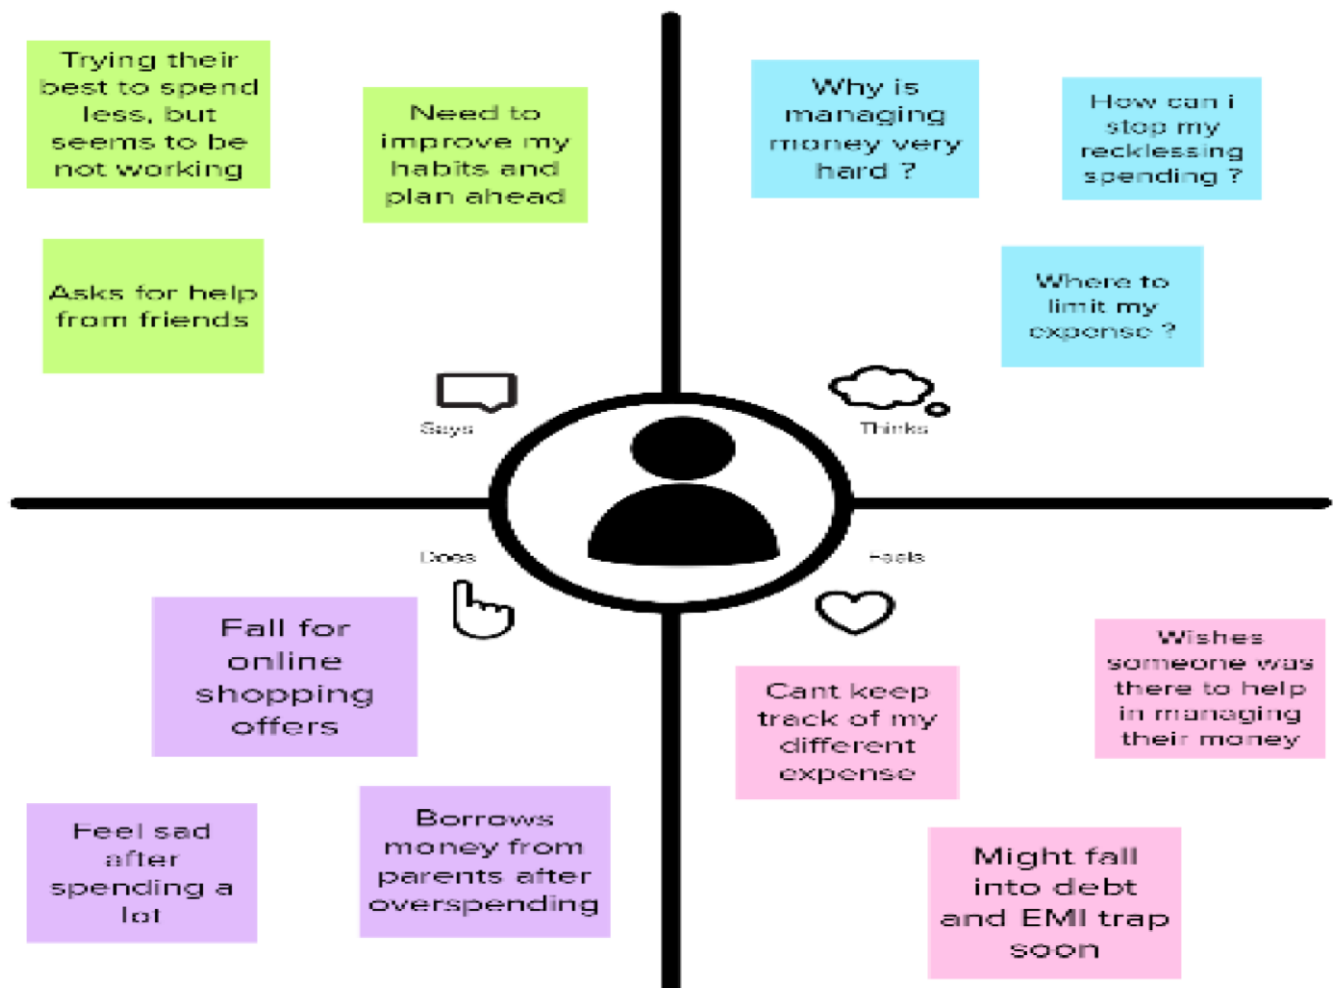 Trying their
best to spend
less, but
seems to be
not working
Need to
improve my
habits and
plan ahead
Asks for help
from friends
Says
Why is
managing
money very
hard ?
How can i
stop my
recklessing
spending ?
Where to
limit my
expense ?
Thinks
Does
Fall for
online
shopping
offers
Feel sad
after
spending a
lot
Borrows
money from
parents after
overspending
Feels
Cant keep
track of my
different
expense
Wishes
someone was
there to help
in managing
their money
Might fall
into debt
and EMI trap
soon